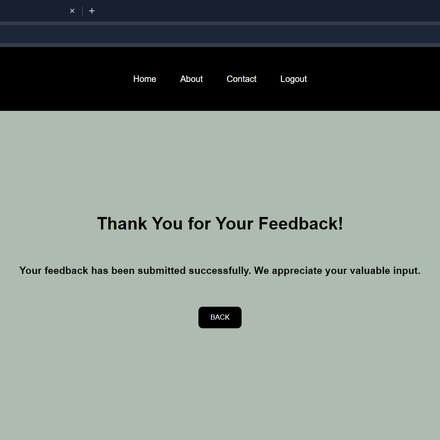 Home About Contact Logout
Thank You for Your Feedback!
Your feedback has been submitted successfully. We appreciate your valuable input.
BACK